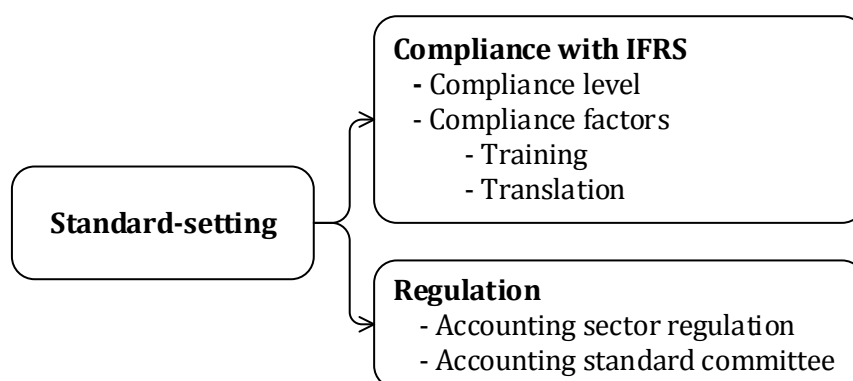 Compliance with IFRS
- Compliance level
- Compliance factors
- Training
- Translation
Standard-setting
Regulation
- Accounting sector regulation
- Accounting standard committee